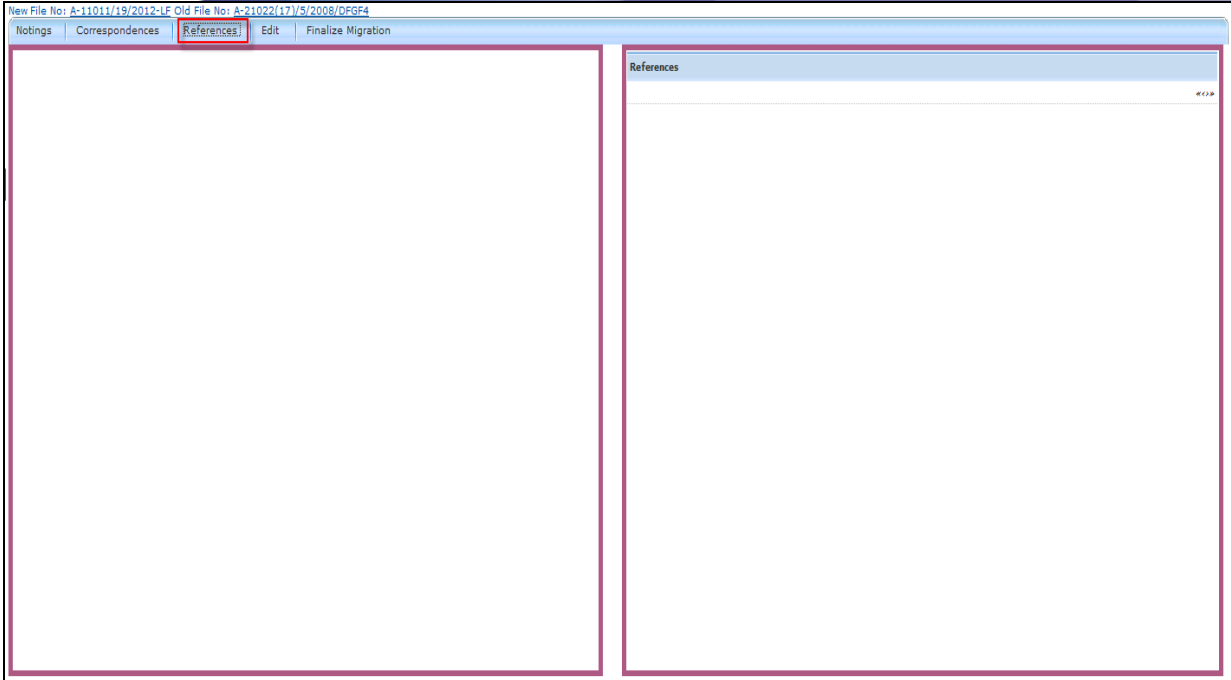 New File No: A-11011/19/2012-LF Old File No: A-21022(17)/5/2008/DFGF4
Notings Correspondences References Edit Finalize Migration
References
«‹›»